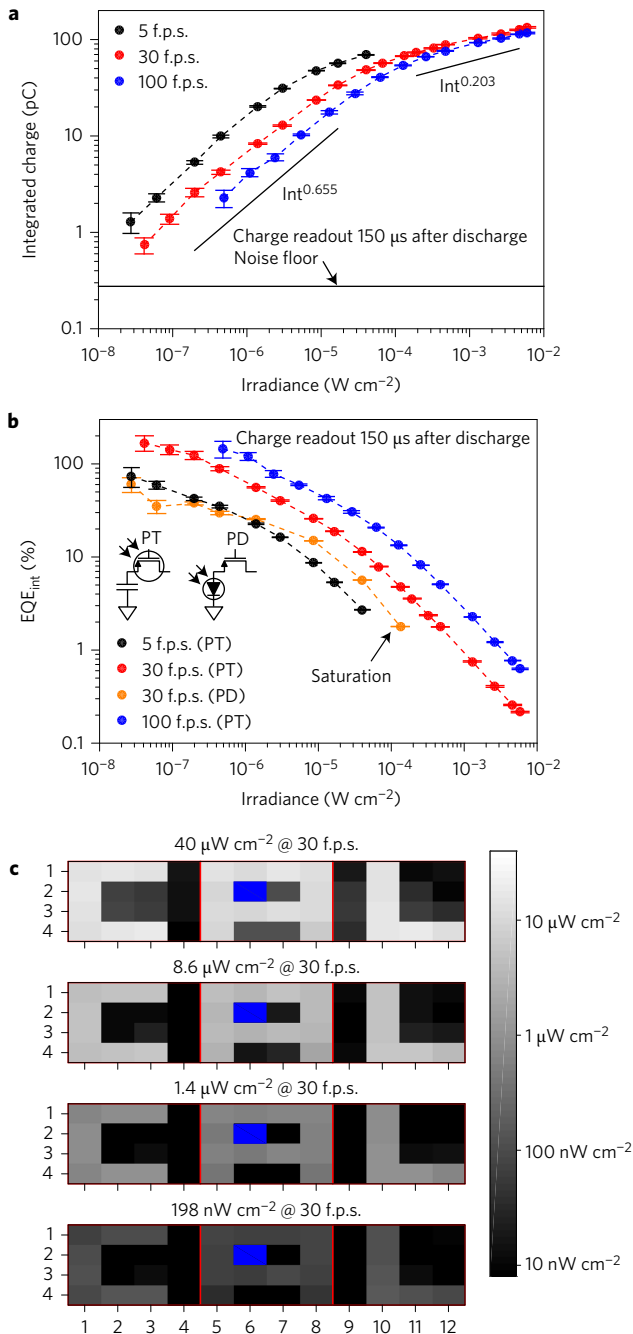 a
100
10
1
0.1
Integrated charge (pC)
5 f.p.s.
30 f.p.s.
100 f.p.s.
Int^0.203
Int^0.655
Charge readout 150 µs after discharge
Noise floor
10⁻⁸ 10⁻⁷ 10⁻⁶ 10⁻⁵ 10⁻⁴ 10⁻³ 10⁻²
Irradiance (W cm⁻²)
b
Charge readout 150 µs after discharge
100
10
1
0.1
EQE_int (%)
PT PD
5 f.p.s. (PT)
30 f.p.s. (PT)
30 f.p.s. (PD)
100 f.p.s. (PT)
Saturation
10⁻⁸ 10⁻⁷ 10⁻⁶ 10⁻⁵ 10⁻⁴ 10⁻³ 10⁻²
Irradiance (W cm⁻²)
c
40 µW cm⁻² @ 30 f.p.s.
1
2
3
4
8.6 µW cm⁻² @ 30 f.p.s.
1
2
3
4
1.4 µW cm⁻² @ 30 f.p.s.
1
2
3
4
198 nW cm⁻² @ 30 f.p.s.
1
2
3
4
1 2 3 4 5 6 7 8 9 10 11 12
10 µW cm⁻²
1 µW cm⁻²
100 nW cm⁻²
10 nW cm⁻²